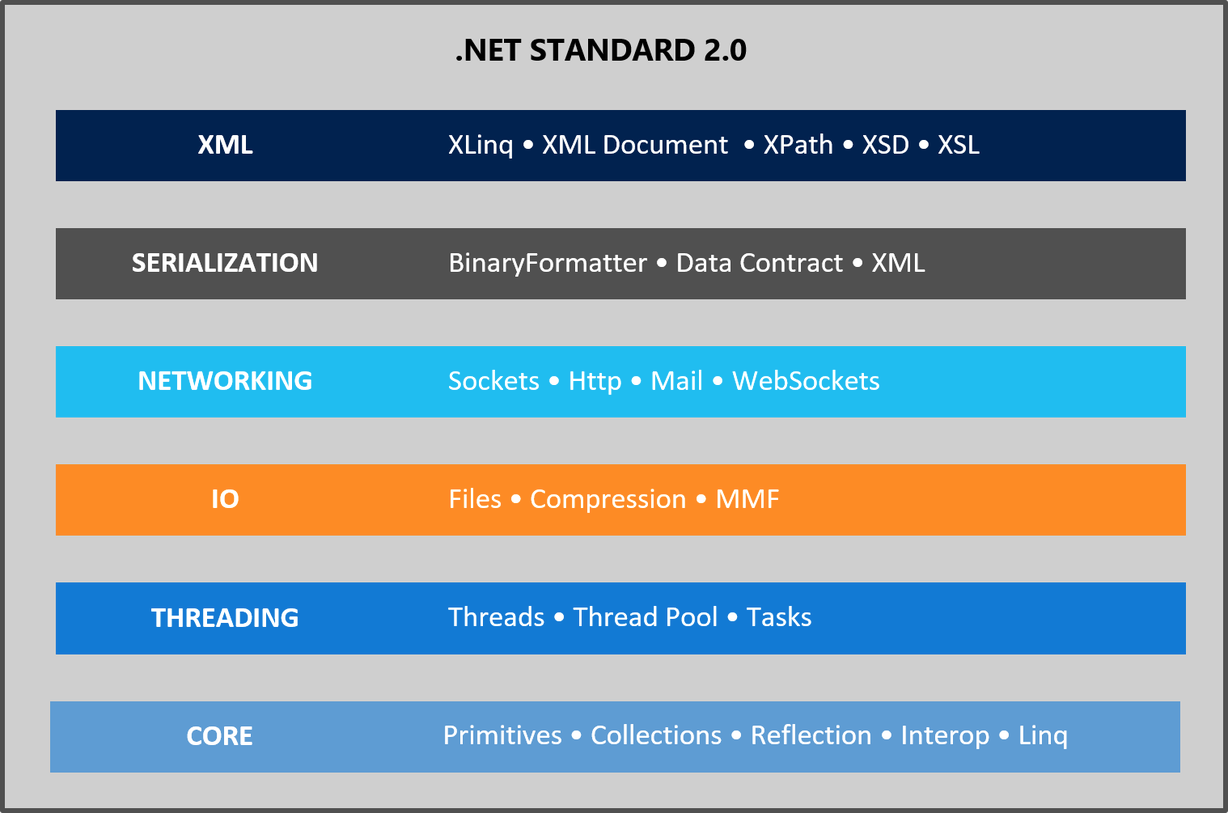 .NET STANDARD 2.0
XML XLinq • XML Document • XPath • XSD • XSL
SERIALIZATION BinaryFormatter • Data Contract • XML
NETWORKING Sockets • Http • Mail • WebSockets
IO Files • Compression • MMF
THREADING Threads • Thread Pool • Tasks
CORE Primitives • Collections • Reflection • Interop • Linq